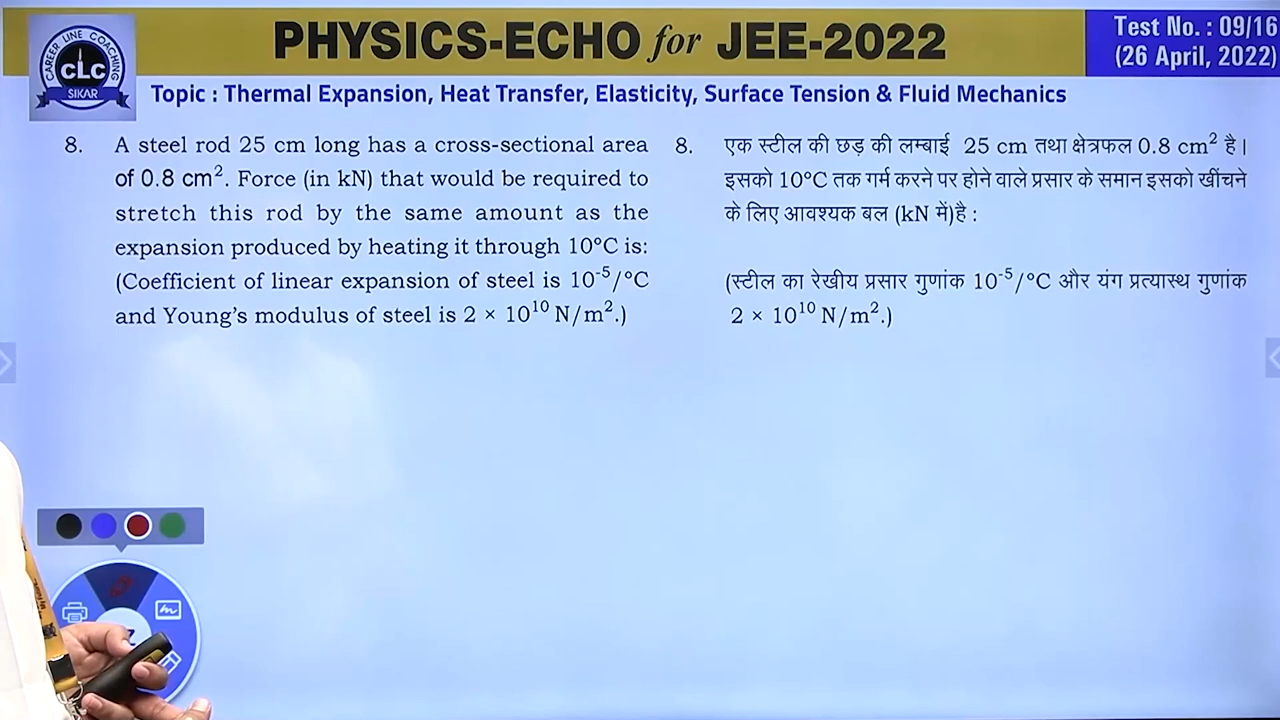 PHYSICS-ECHO for JEE-2022
Test No. : 09/16
(26 April, 2022)
CAREER LINE COACHING
CLC
SIKAR
Topic : Thermal Expansion, Heat Transfer, Elasticity, Surface Tension & Fluid Mechanics
8. A steel rod 25 cm long has a cross-sectional area
of 0.8 cm². Force (in kN) that would be required to
stretch this rod by the same amount as the
expansion produced by heating it through 10°C is:
(Coefficient of linear expansion of steel is 10⁻⁵/°C
and Young's modulus of steel is 2 × 10¹⁰ N/m².)
8. एक स्टील की छड़ की लम्बाई 25 cm तथा क्षेत्रफल 0.8 cm² है।
इसको 10°C तक गर्म करने पर होने वाले प्रसार के समान इसको खींचने
के लिए आवश्यक बल (kN में)है :
(स्टील का रेखीय प्रसार गुणांक 10⁻⁵/°C और यंग प्रत्यास्थ गुणांक
2 × 10¹⁰ N/m².)